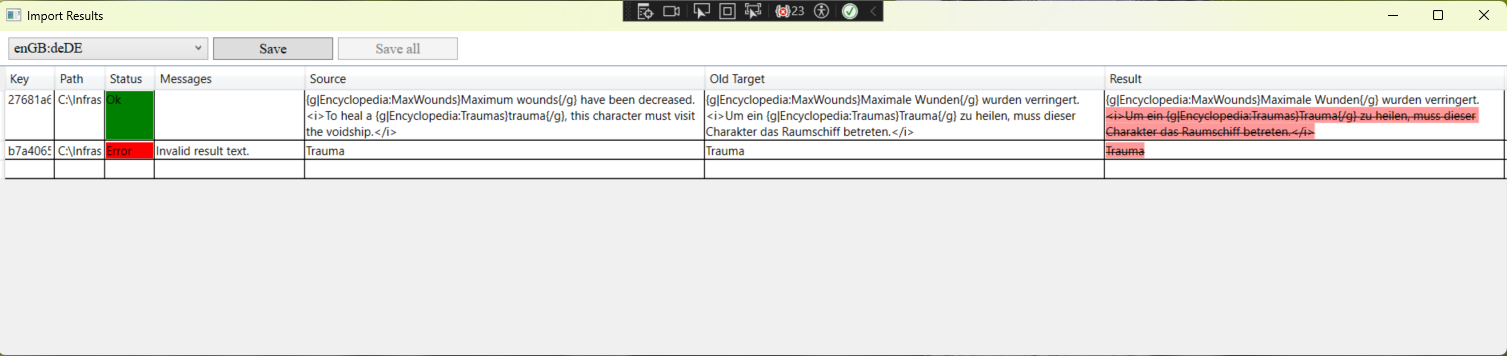 Import Results
23
enGB:deDE
Save
Save all
Key Path Status Messages Source Old Target Result
27681a6 C:\Infras Ok {g|Encyclopedia:MaxWounds}Maximum wounds{/g} have been decreased. {g|Encyclopedia:MaxWounds}Maximale Wunden{/g} wurden verringert. {g|Encyclopedia:MaxWounds}Maximale Wunden{/g} wurden verringert.
<i>To heal a {g|Encyclopedia:Traumas}trauma{/g}, this character must visit <i>Um ein {g|Encyclopedia:Traumas}Trauma{/g} zu heilen, muss dieser <i>Um ein {g|Encyclopedia:Traumas}Trauma{/g} zu heilen, muss dieser
the voidship.</i> Charakter das Raumschiff betreten.</i> Charakter das Raumschiff betreten.</i>
b7a4065 C:\Infras Error Invalid result text. Trauma Trauma Trauma